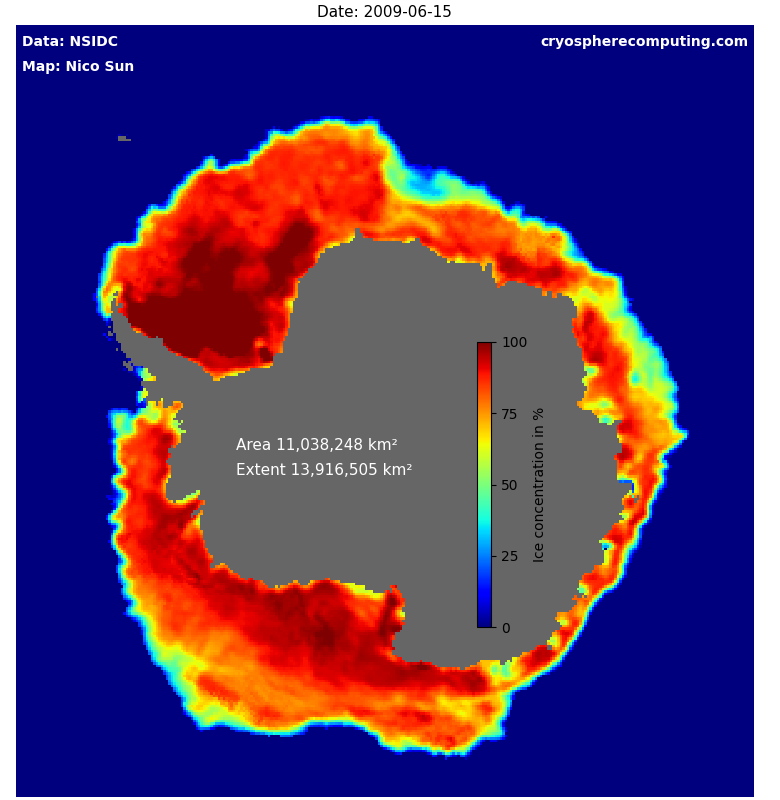 Date: 2009-06-15
Data: NSIDC
cryospherecomputing.com
Map: Nico Sun
100
75
50
25
0
Ice concentration in %
Area 11,038,248 km²
Extent 13,916,505 km²